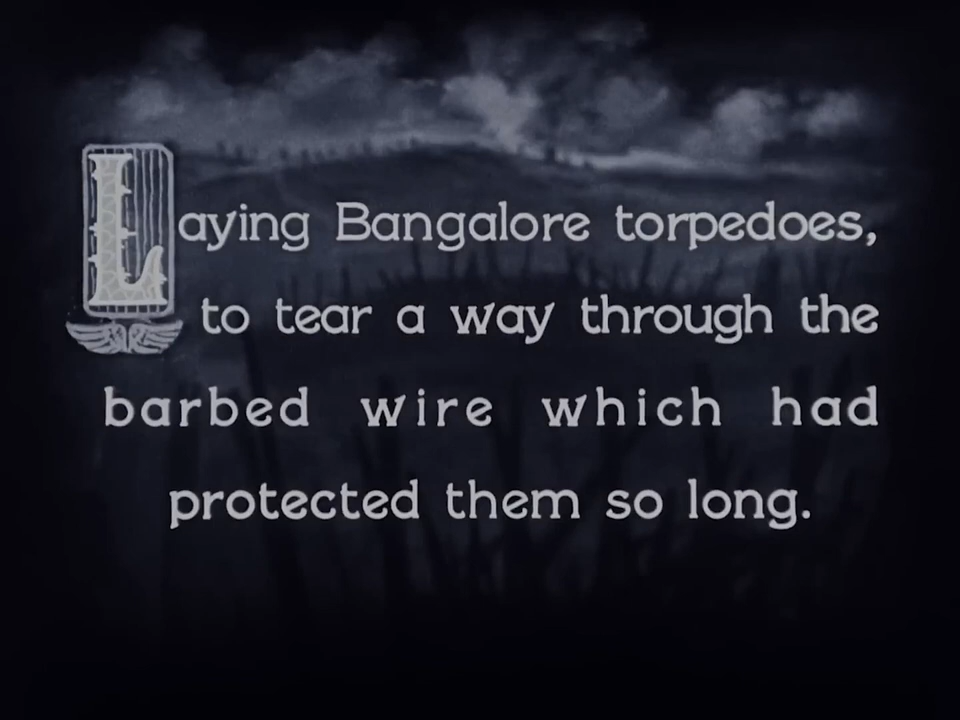 Laying Bangalore torpedoes,
to tear a way through the
barbed wire which had
protected them so long.